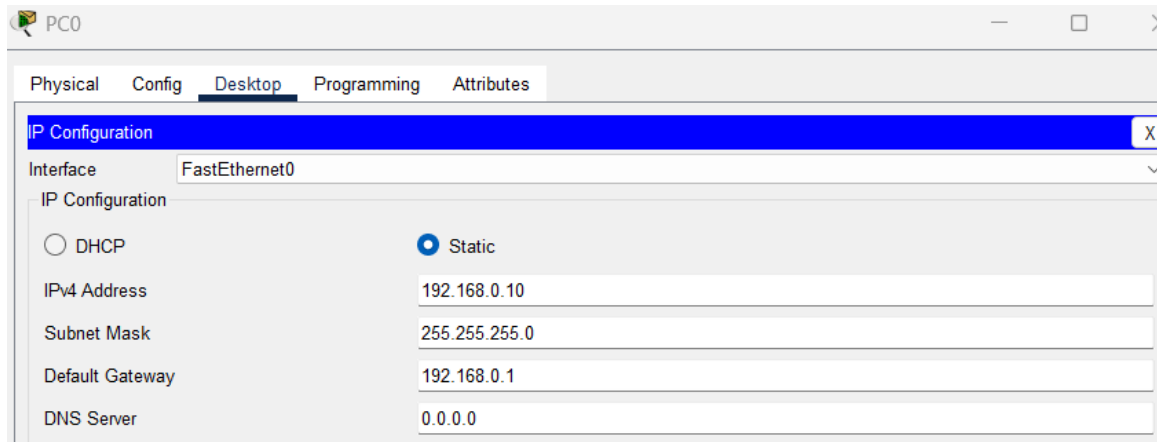 PC0
Physical Config Desktop Programming Attributes
IP Configuration
X
Interface FastEthernet0
IP Configuration
DHCP Static
IPv4 Address 192.168.0.10
Subnet Mask 255.255.255.0
Default Gateway 192.168.0.1
DNS Server 0.0.0.0